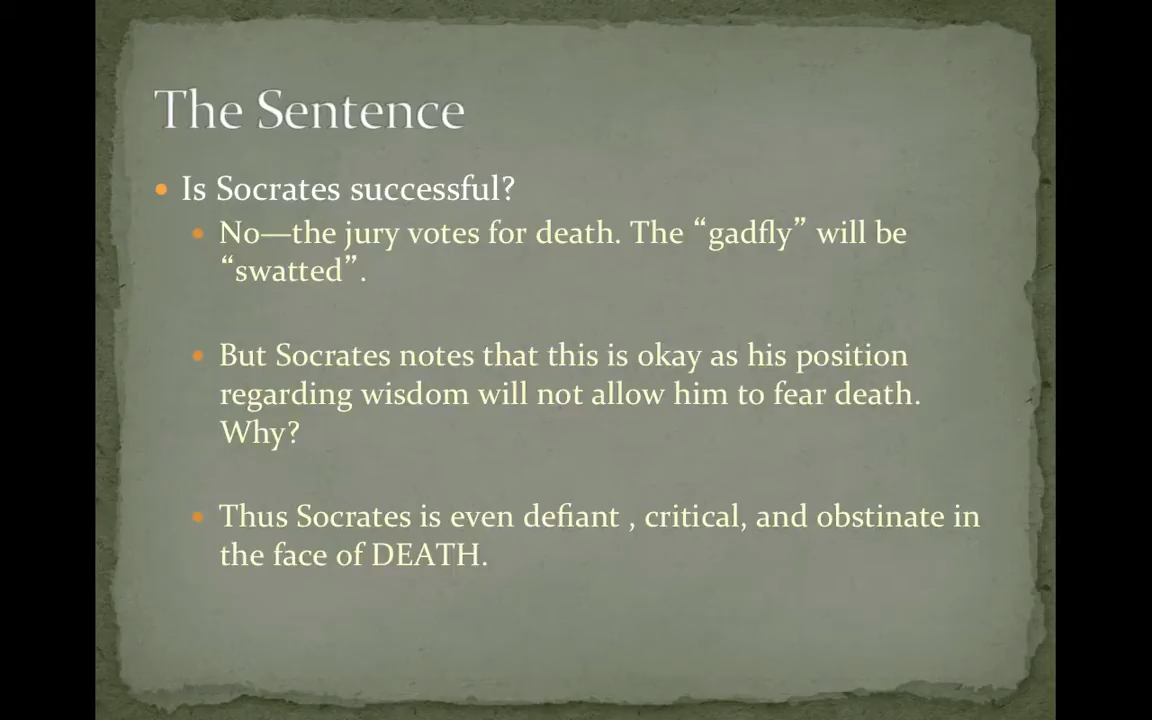 The Sentence
• Is Socrates successful?
• No—the jury votes for death. The “gadfly” will be
“swatted”.
• But Socrates notes that this is okay as his position
regarding wisdom will not allow him to fear death.
Why?
• Thus Socrates is even defiant , critical, and obstinate in
the face of DEATH.